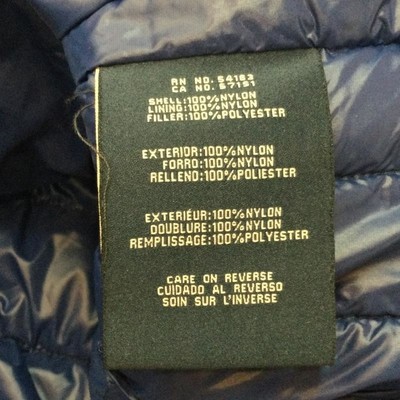 RN NO. 54163
CA NO. 57151
SHELL:100%NYLON
LINING:100%NYLON
FILLER:100%POLYESTER
EXTERIOR:100%NYLON
FORRO:100%NYLON
RELLENO:100%POLIESTER
EXTERIEUR:100%NYLON
DOUBLURE:100%NYLON
REMPLISSAGE:100%POLYESTER
CARE ON REVERSE
CUIDADO AL REVERSO
SOIN SUR L'INVERSE